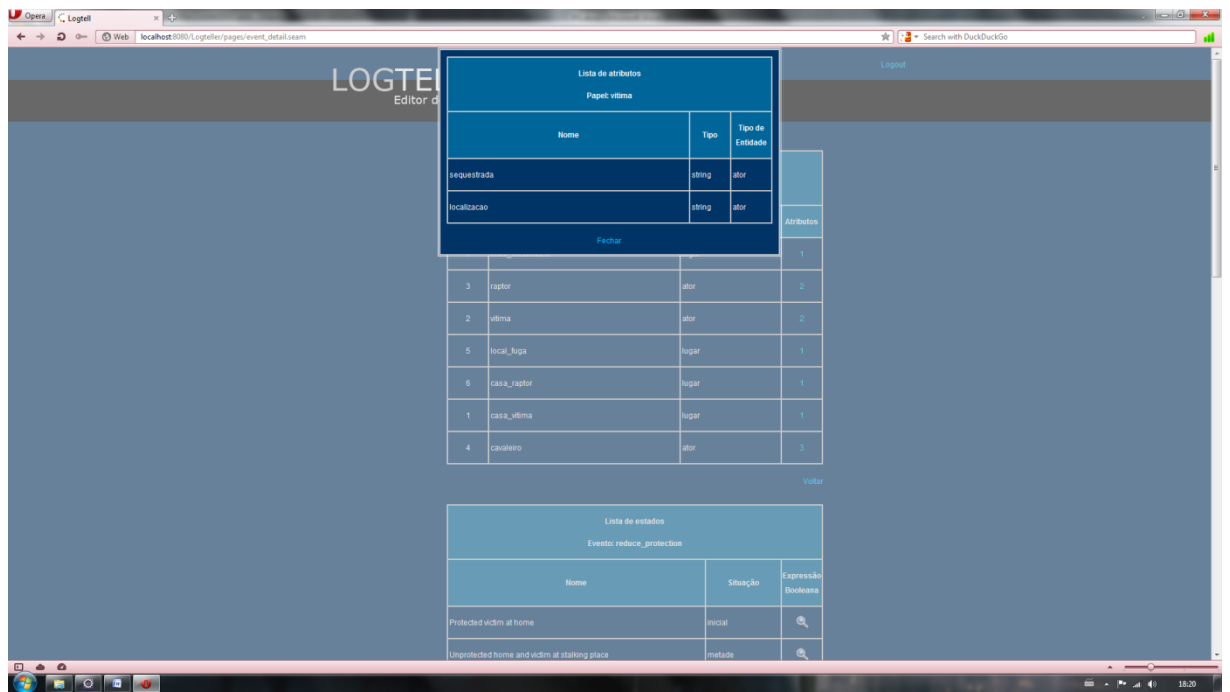 Opera
Logtell
Web
localhost:8080/Logteller/pages/event_detail.seam
Search with DuckDuckGo
Logout
LOGTEL
Editor d
Lista de atributos
Papel: vitima
Nome Tipo Tipo de Entidade
sequestrada string ator
localizacao string ator
Fechar
Atributos
1
3 raptor ator 2
2 vitima ator 2
5 local_fuga lugar 1
6 casa_raptor lugar 1
1 casa_vitima lugar 1
4 cavaleiro ator 3
Voltar
Lista de estados
Evento: reduce_protection
Nome Situação Expressão Booleana
Protected victim at home inicial
Unprotected home and victim at stalking place metade
18:20